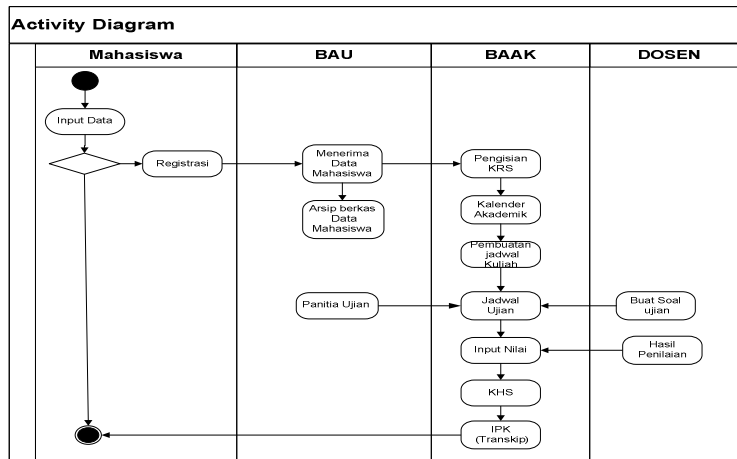 Activity Diagram
Mahasiswa
BAU
BAAK
DOSEN
Input Data
Registrasi
Menerima
Data
Mahasiswa
Pengisian
KRS
Arsip berkas
Data
Mahasiswa
Kalender
Akademik
Pembuatan
jadwal
Kuliah
Panitia Ujian
Jadwal
Ujian
Buat Soal
ujian
Input Nilai
Hasil
Penilaian
KHS
IPK
(Transkip)